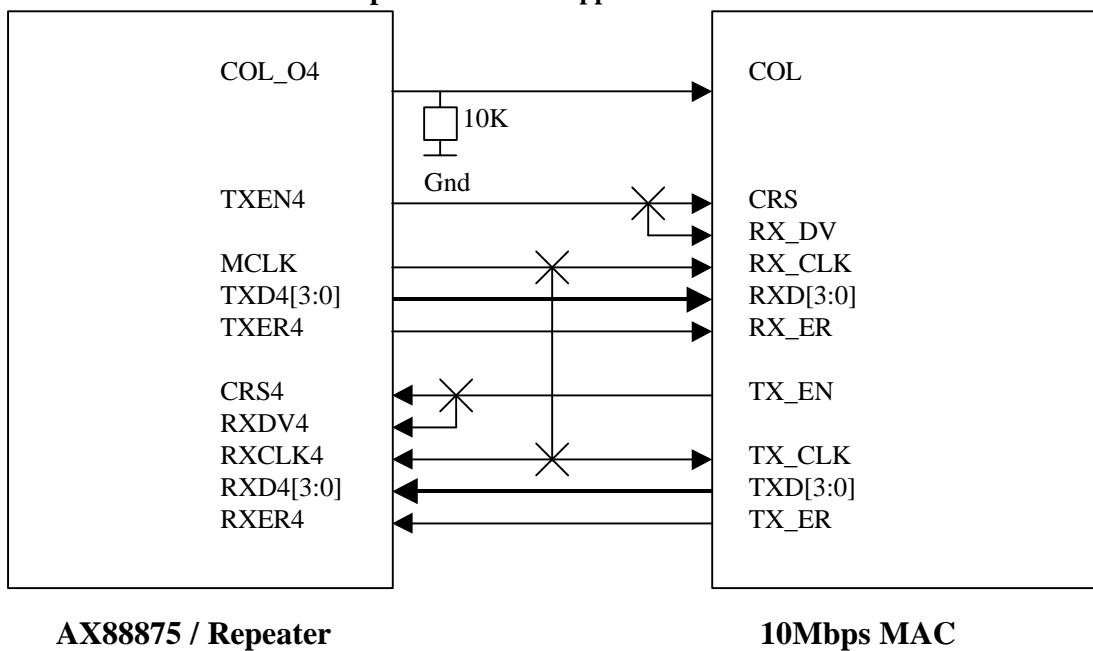 COL_O4 COL
10K
Gnd
TXEN4 CRS
RX_DV
MCLK RX_CLK
TXD4[3:0] RXD[3:0]
TXER4 RX_ER
CRS4 TX_EN
RXDV4
RXCLK4 TX_CLK
RXD4[3:0] TXD[3:0]
RXER4 TX_ER
AX88875 / Repeater 10Mbps MAC